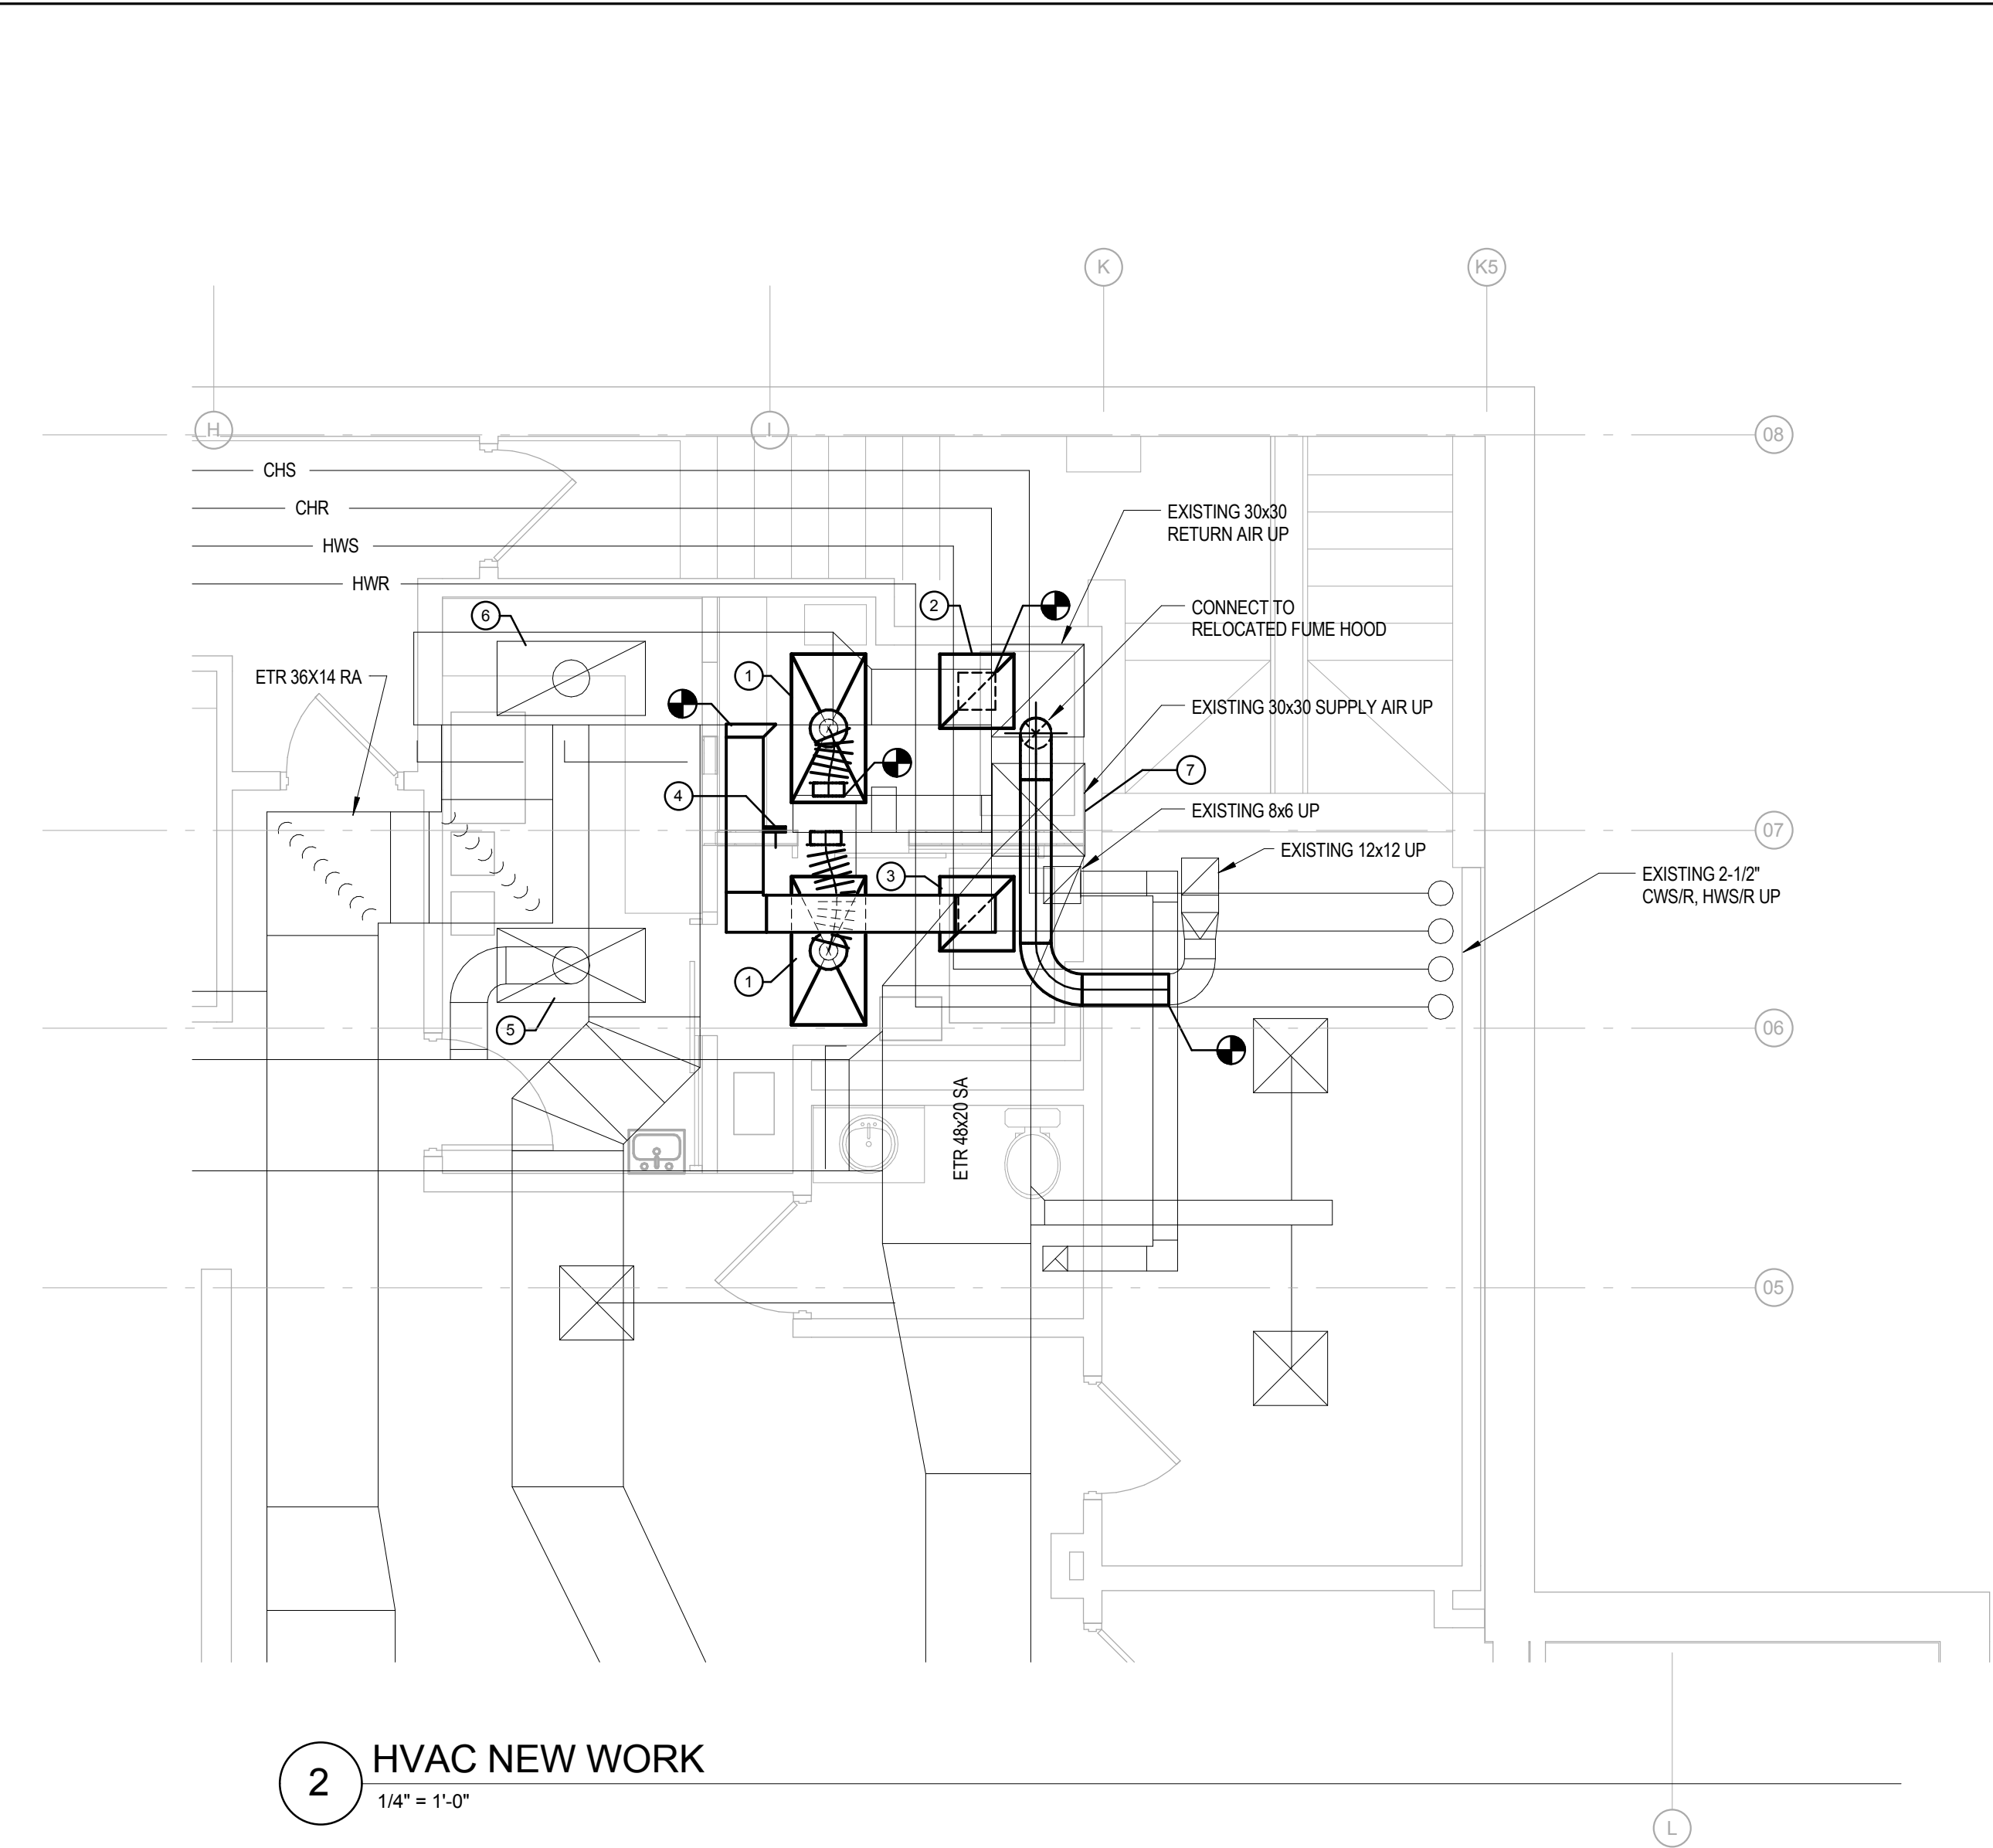 K
K5
H
I
08
CHS
CHR
HWS
HWR
EXISTING 30x30
RETURN AIR UP
2
6
CONNECT TO
RELOCATED FUME HOOD
ETR 36X14 RA
1
EXISTING 30x30 SUPPLY AIR UP
7
4
EXISTING 8x6 UP
07
EXISTING 12x12 UP
3
EXISTING 2-1/2"
CWS/R, HWS/R UP
1
5
06
ETR 48x20 SA
05
2
HVAC NEW WORK
1/4" = 1'-0"
L